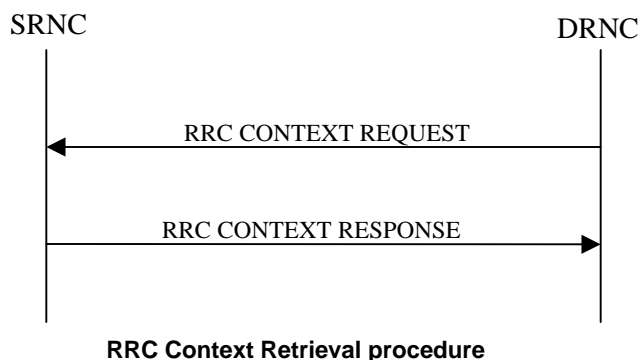 SRNC
DRNC
RRC CONTEXT REQUEST
RRC CONTEXT RESPONSE
RRC Context Retrieval procedure